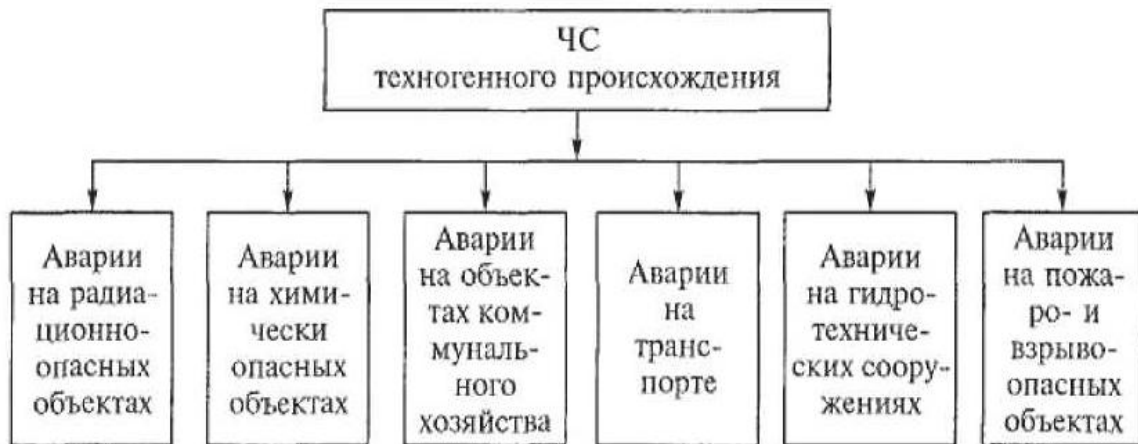 ЧС
техногенного происхождения
Аварии
на радиа-
ционно-
опасных
объектах
Аварии
на хими-
чески
опасных
объектах
Аварии
на объек-
тах ком-
муналь-
ного
хозяйства
Аварии
на
транс-
порте
Аварии
на гидро-
техниче-
ских соору-
жениях
Аварии
на пожа-
ро- и
взрыво-
опасных
объектах